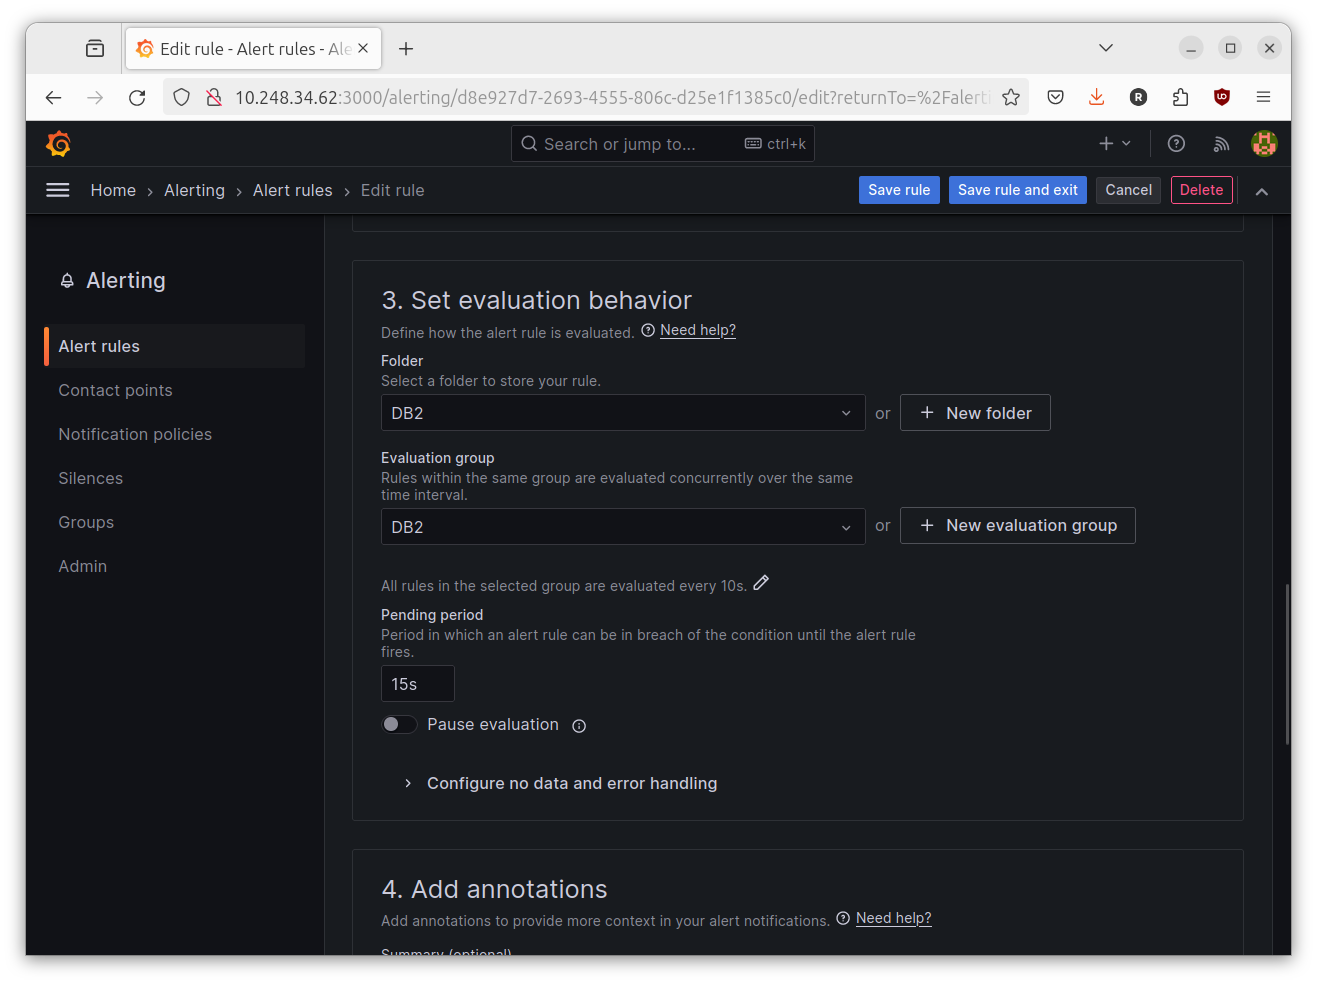 Edit rule - Alert rules - Ale
10.248.34.62:3000/alerting/d8e927d7-2693-4555-806c-d25e1f1385c0/edit?returnTo=%2Falerti
R
Search or jump to...
ctrl+k
Home › Alerting › Alert rules › Edit rule
Save rule
Save rule and exit
Cancel
Delete
Alerting
Alert rules
Contact points
Notification policies
Silences
Groups
Admin
3. Set evaluation behavior
Define how the alert rule is evaluated. Need help?
Folder
Select a folder to store your rule.
DB2 or + New folder
Evaluation group
Rules within the same group are evaluated concurrently over the same
time interval.
DB2 or + New evaluation group
All rules in the selected group are evaluated every 10s.
Pending period
Period in which an alert rule can be in breach of the condition until the alert rule
fires.
15s
Pause evaluation
Configure no data and error handling
4. Add annotations
Add annotations to provide more context in your alert notifications. Need help?
Summary (optional)